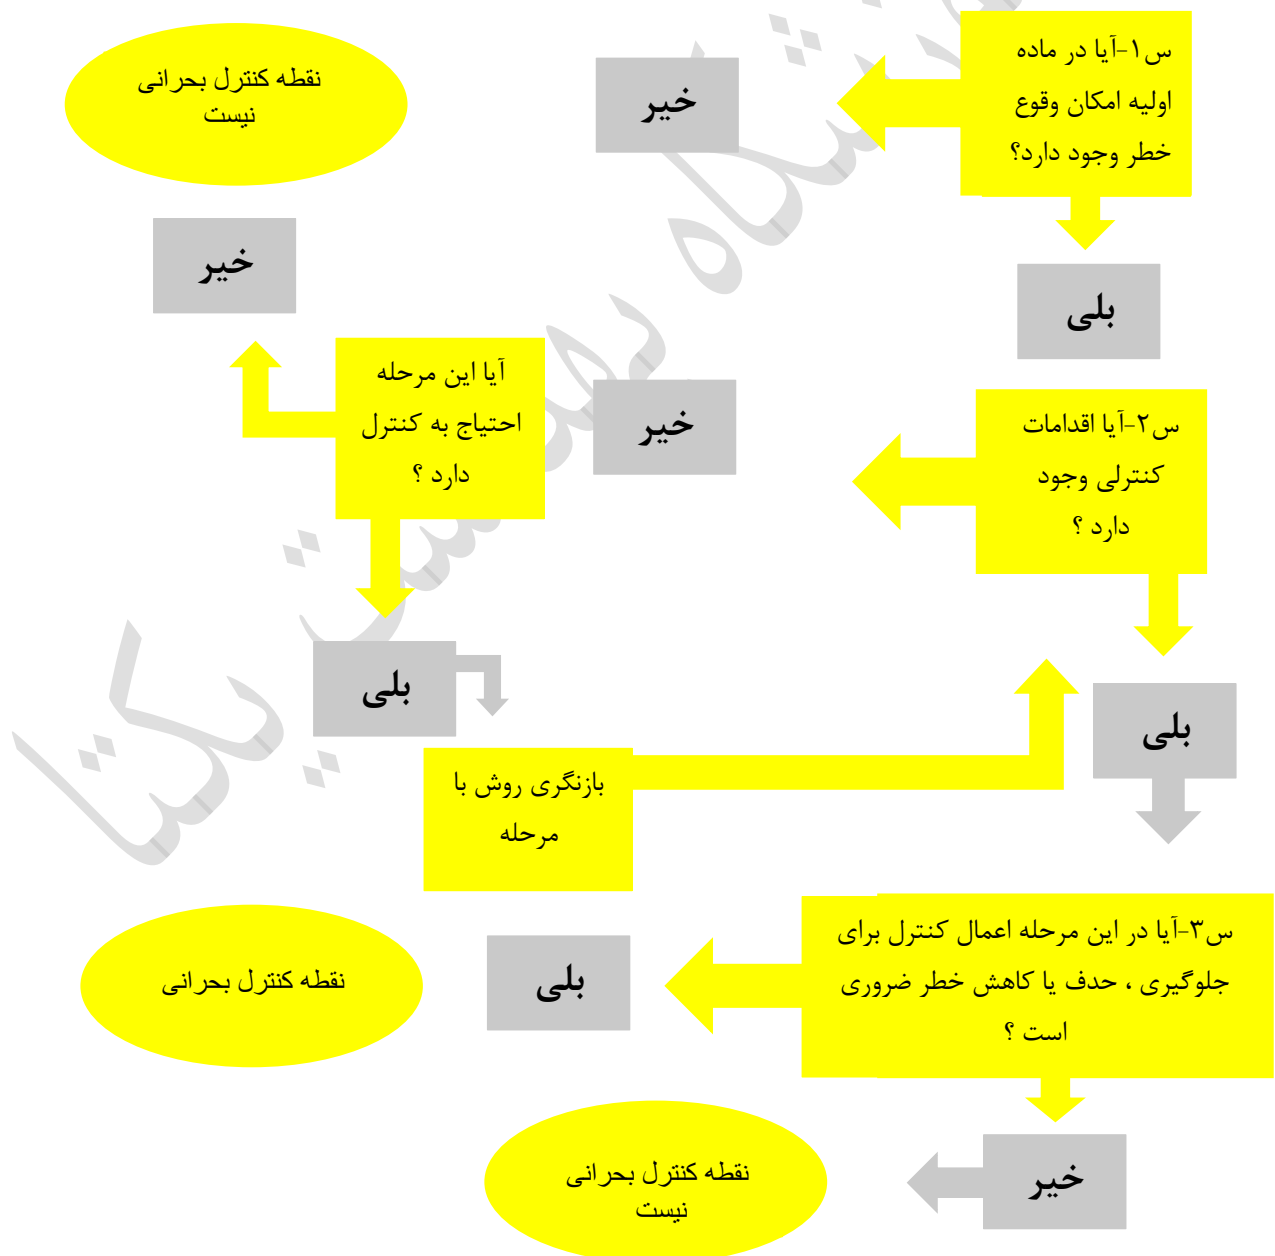 س۱-آیا در ماده
اولیه امکان وقوع
خطر وجود دارد؟
خیر
نقطه کنترل بحرانی
نیست
بلی
خیر
س۲-آیا اقدامات
کنترلی وجود
دارد ؟
خیر
آیا این مرحله
احتیاج به کنترل
دارد ؟
بلی
بلی
بازنگری روش با
مرحله
س۳-آیا در این مرحله اعمال کنترل برای
جلوگیری ، حدف یا کاهش خطر ضروری
است ؟
بلی
نقطه کنترل بحرانی
خیر
نقطه کنترل بحرانی
نیست